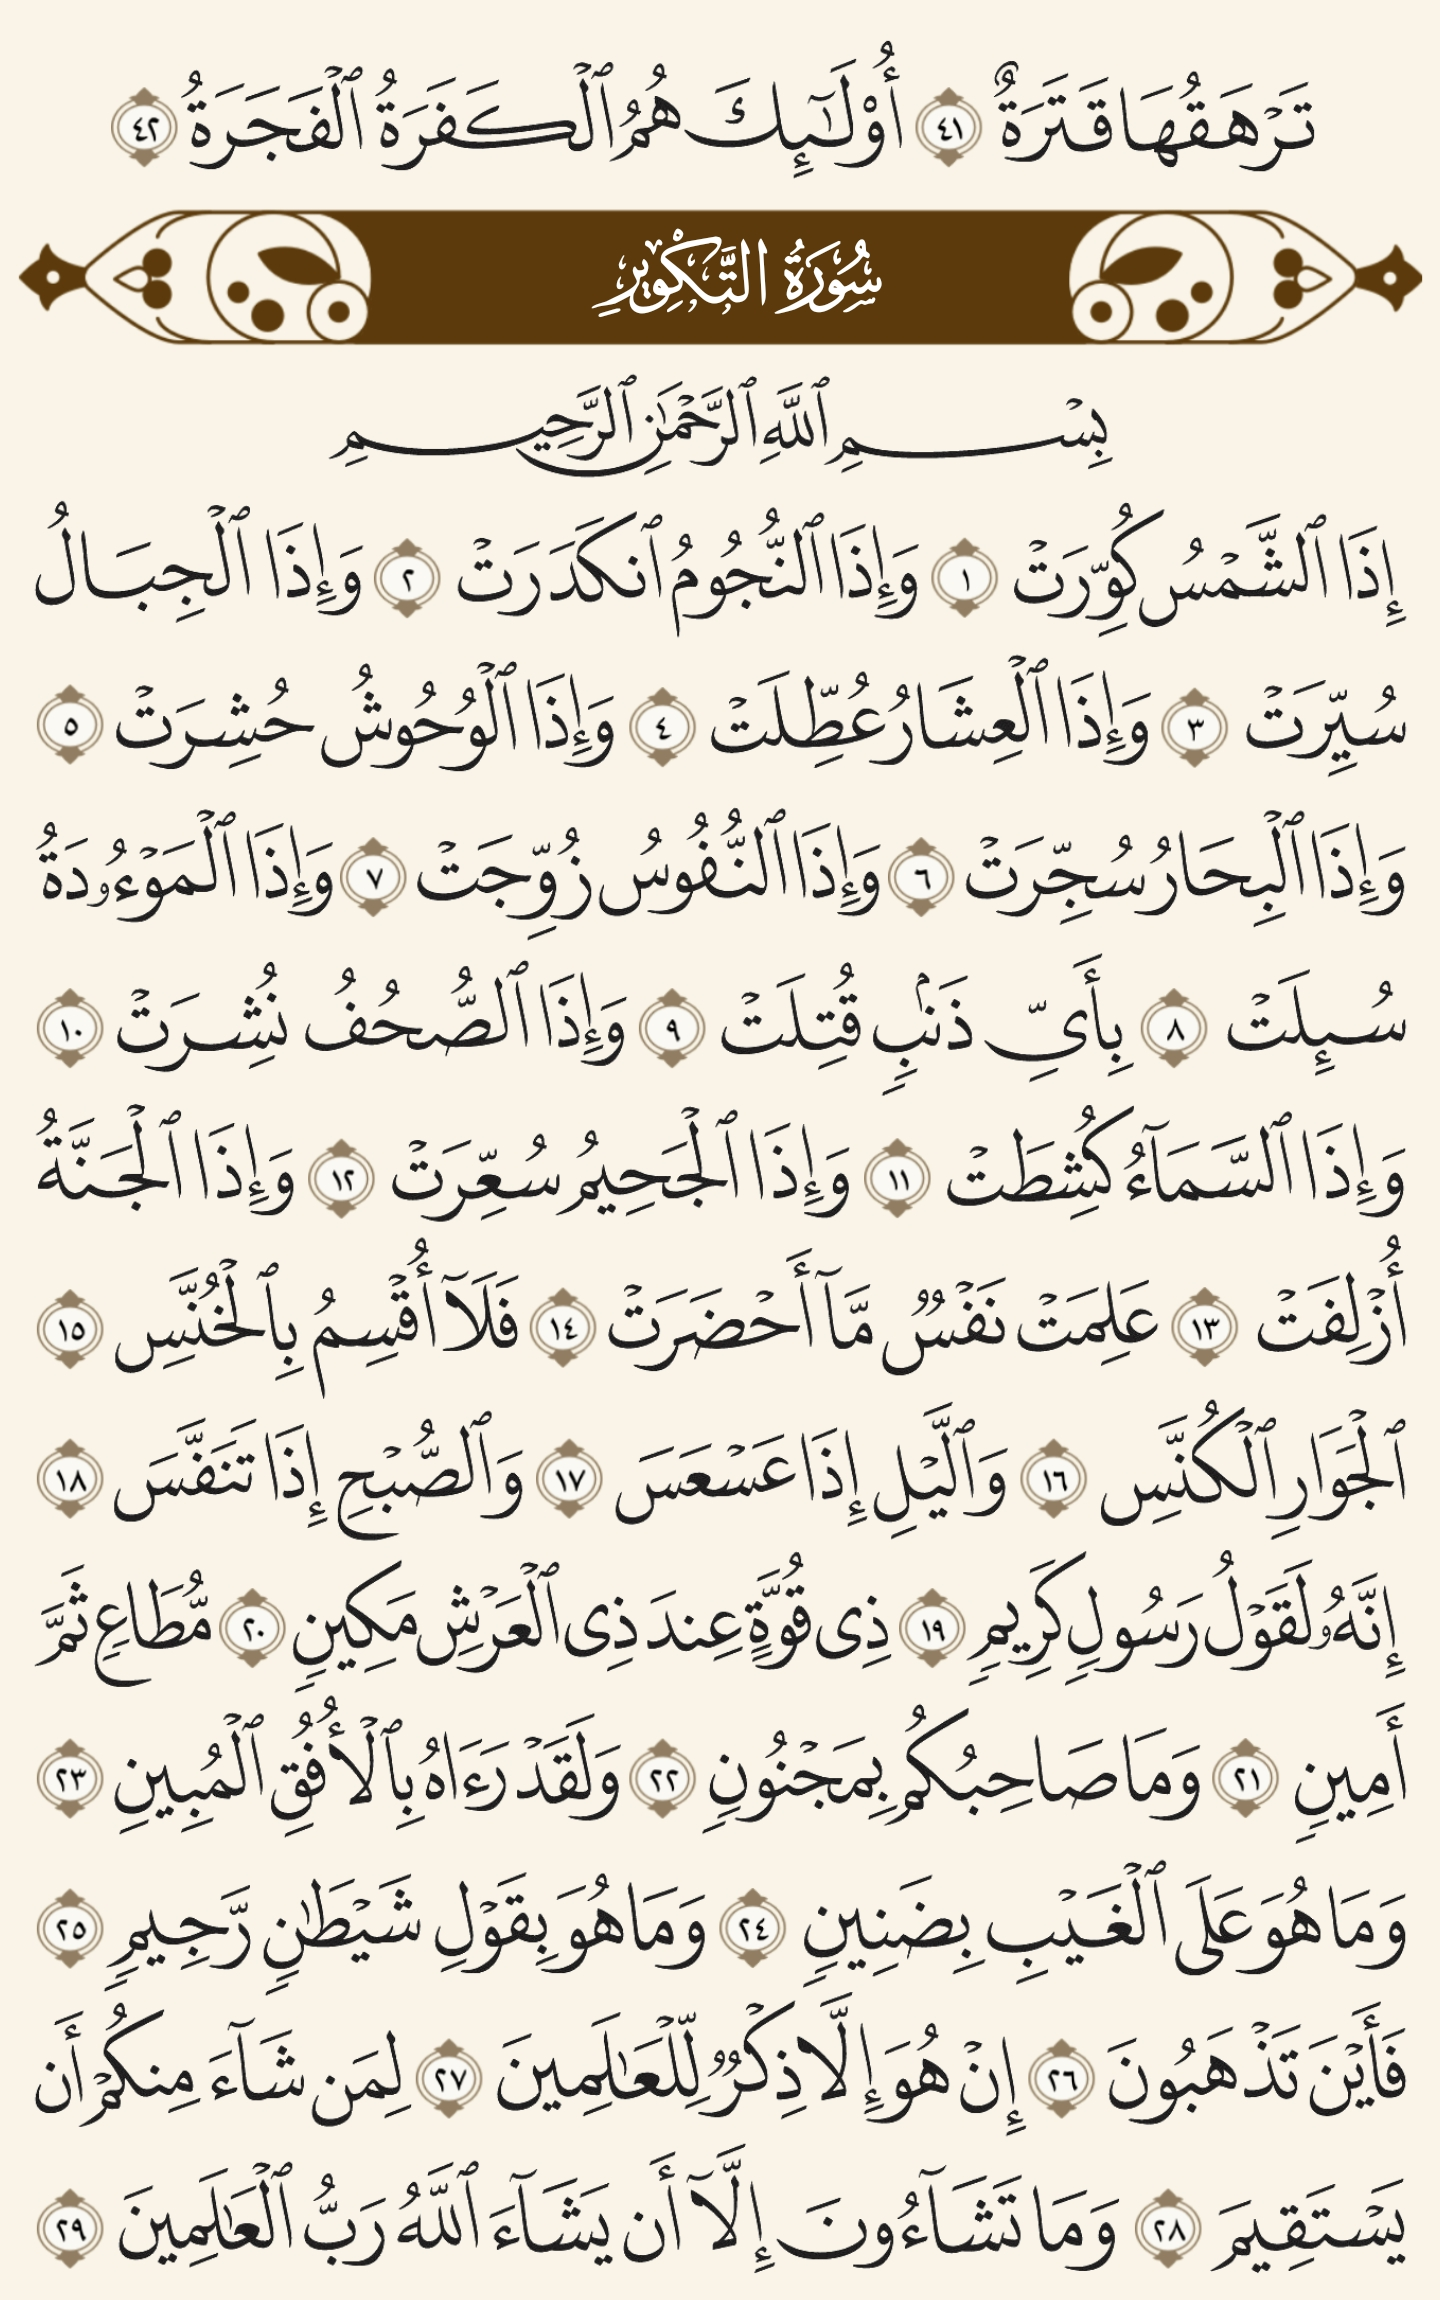 تَرْهَقُهَا قَتَرَةٌ ٤١ أُو۟لَـٰٓئِكَ هُمُ ٱلْكَفَرَةُ ٱلْفَجَرَةُ ٤٢
سُورَةُ التَّكْوِيرِ
بِسْمِ ٱللَّهِ ٱلرَّحْمَـٰنِ ٱلرَّحِيمِ
إِذَا ٱلشَّمْسُ كُوِّرَتْ ١ وَإِذَا ٱلنُّجُومُ ٱنكَدَرَتْ ٢ وَإِذَا ٱلْجِبَالُ
سُيِّرَتْ ٣ وَإِذَا ٱلْعِشَارُ عُطِّلَتْ ٤ وَإِذَا ٱلْوُحُوشُ حُشِرَتْ ٥
وَإِذَا ٱلْبِحَارُ سُجِّرَتْ ٦ وَإِذَا ٱلنُّفُوسُ زُوِّجَتْ ٧ وَإِذَا ٱلْمَوْءُۥدَةُ
سُئِلَتْ ٨ بِأَىِّ ذَنۢبٍ قُتِلَتْ ٩ وَإِذَا ٱلصُّحُفُ نُشِرَتْ ١٠
وَإِذَا ٱلسَّمَآءُ كُشِطَتْ ١١ وَإِذَا ٱلْجَحِيمُ سُعِّرَتْ ١٢ وَإِذَا ٱلْجَنَّةُ
أُزْلِفَتْ ١٣ عَلِمَتْ نَفْسٌ مَّآ أَحْضَرَتْ ١٤ فَلَآ أُقْسِمُ بِٱلْخُنَّسِ ١٥
ٱلْجَوَارِ ٱلْكُنَّسِ ١٦ وَٱلَّيْلِ إِذَا عَسْعَسَ ١٧ وَٱلصُّبْحِ إِذَا تَنَفَّسَ ١٨
إِنَّهُۥ لَقَوْلُ رَسُولٍ كَرِيمٍ ١٩ ذِى قُوَّةٍ عِندَ ذِى ٱلْعَرْشِ مَكِينٍ ٢٠ مُّطَاعٍ ثَمَّ
أَمِينٍ ٢١ وَمَا صَاحِبُكُم بِمَجْنُونٍ ٢٢ وَلَقَدْ رَءَاهُ بِٱلْأُفُقِ ٱلْمُبِينِ ٢٣
وَمَا هُوَ عَلَى ٱلْغَيْبِ بِضَنِينٍ ٢٤ وَمَا هُوَ بِقَوْلِ شَيْطَـٰنٍ رَّجِيمٍ ٢٥
فَأَيْنَ تَذْهَبُونَ ٢٦ إِنْ هُوَ إِلَّا ذِكْرٌ لِّلْعَـٰلَمِينَ ٢٧ لِمَن شَآءَ مِنكُمْ أَن
يَسْتَقِيمَ ٢٨ وَمَا تَشَآءُونَ إِلَّآ أَن يَشَآءَ ٱللَّهُ رَبُّ ٱلْعَـٰلَمِينَ ٢٩